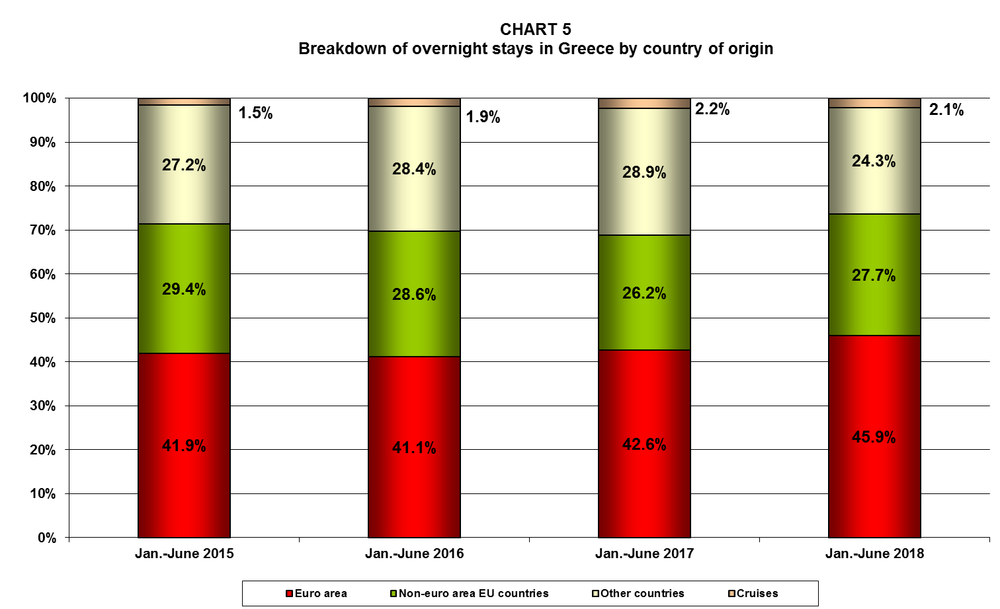 CHART 5
Breakdown of overnight stays in Greece by country of origin
100%
90%
80%
70%
60%
50%
40%
30%
20%
10%
0%
1.5%
27.2%
29.4%
41.9%
1.9%
28.4%
28.6%
41.1%
2.2%
28.9%
26.2%
42.6%
2.1%
24.3%
27.7%
45.9%
Jan.-June 2015
Jan.-June 2016
Jan.-June 2017
Jan.-June 2018
Euro area
Non-euro area EU countries
Other countries
Cruises